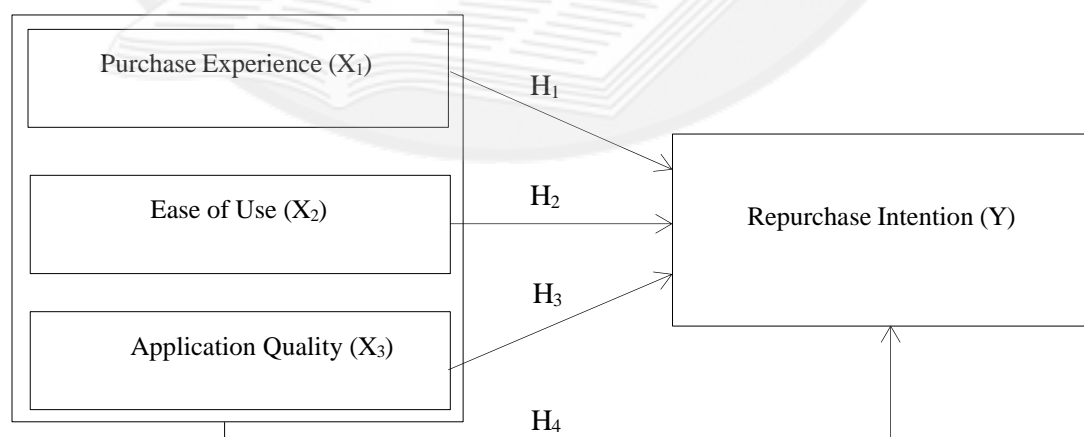 Purchase Experience (X₁)
H₁
Ease of Use (X₂)
H₂
Repurchase Intention (Y)
H₃
Application Quality (X₃)
H₄